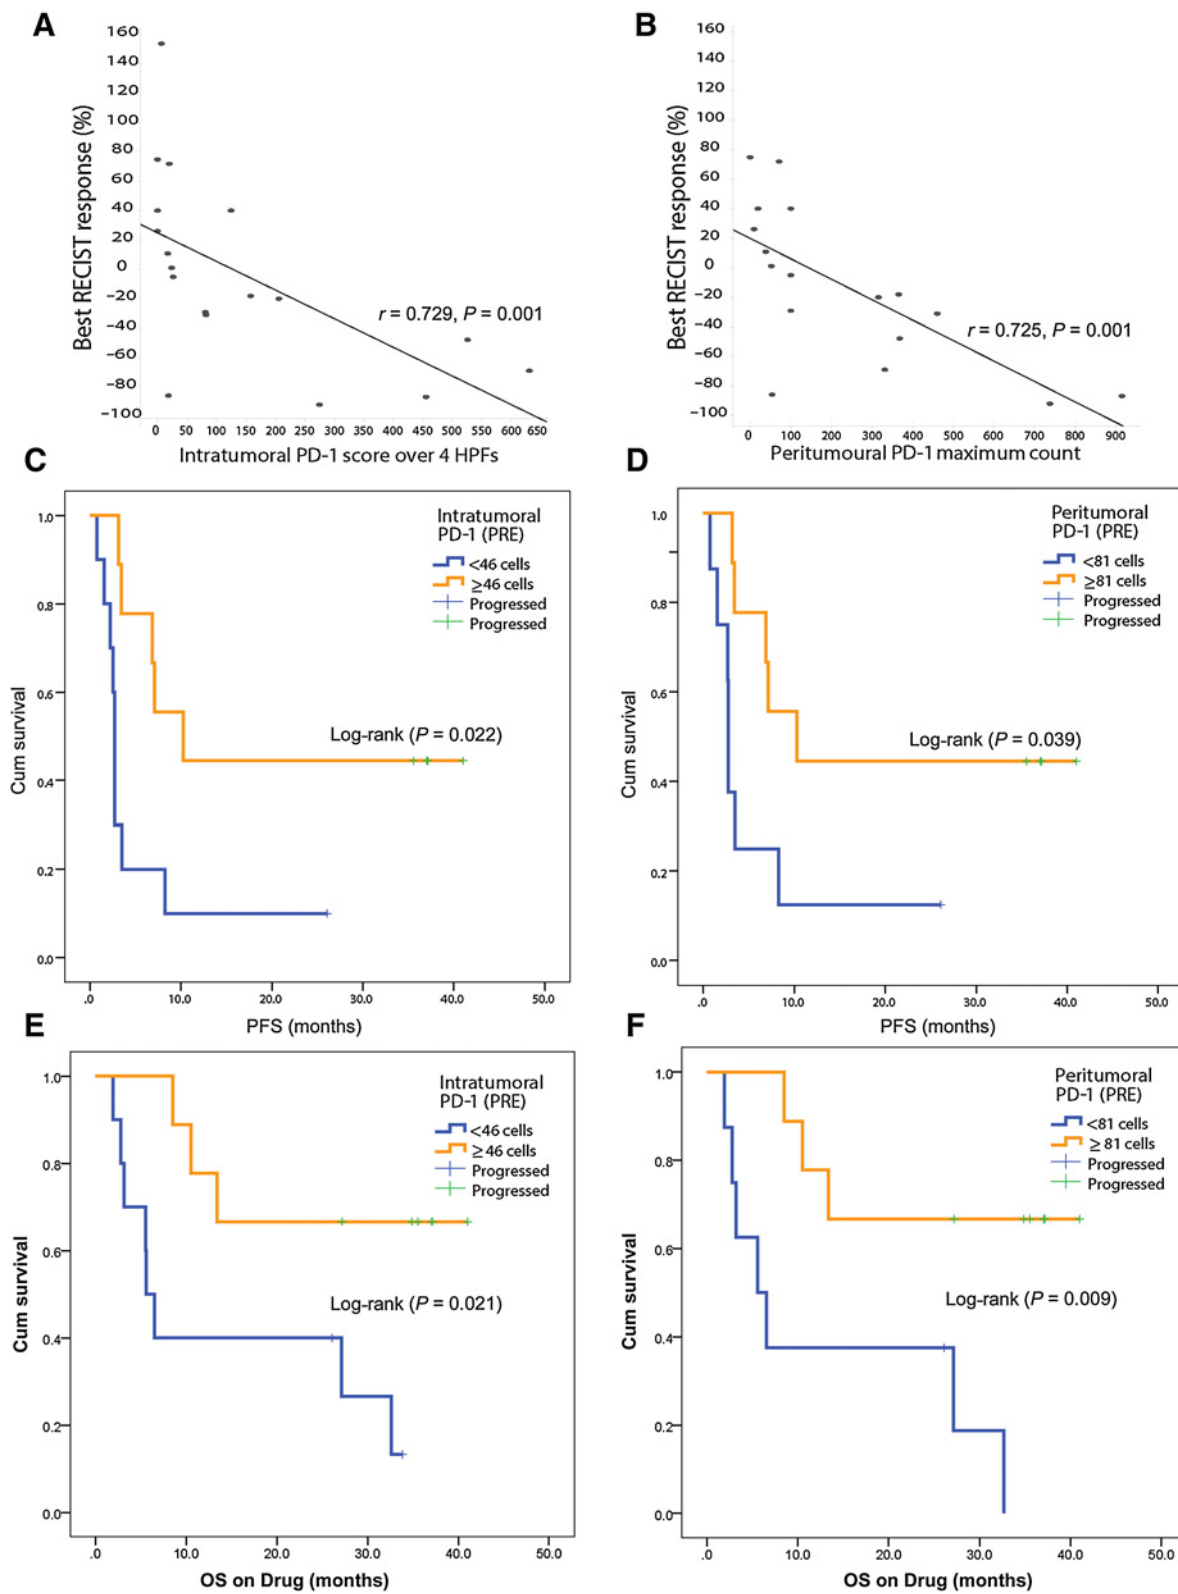 A
160
140
120
100
80
60
40
20
0
−20
−40
−60
−80
−100
Best RECIST response (%)
r = 0.729, P = 0.001
0 50 100 150 200 250 300 350 400 450 500 550 600 650
Intratumoral PD-1 score over 4 HPFs
B
160
140
120
100
80
60
40
20
0
−20
−40
−60
−80
−100
Best RECIST response (%)
r = 0.725, P = 0.001
0 100 200 300 400 500 600 700 800 900
Peritumoural PD-1 maximum count
C
1.0
0.8
0.6
0.4
0.2
0.0
Cum survival
Intratumoral
PD-1 (PRE)
<46 cells
≥46 cells
Progressed
Progressed
Log-rank (P = 0.022)
.0 10.0 20.0 30.0 40.0 50.0
PFS (months)
D
1.0
0.8
0.6
0.4
0.2
0.0
Cum survival
Peritumoral
PD-1 (PRE)
<81 cells
≥81 cells
Progressed
Progressed
Log-rank (P = 0.039)
.0 10.0 20.0 30.0 40.0 50.0
PFS (months)
E
1.0
0.8
0.6
0.4
0.2
0.0
Cum survival
Intratumoral
PD-1 (PRE)
<46 cells
≥46 cells
Progressed
Progressed
Log-rank (P = 0.021)
.0 10.0 20.0 30.0 40.0 50.0
OS on Drug (months)
F
1.0
0.8
0.6
0.4
0.2
0.0
Cum survival
Peritumoral
PD-1 (PRE)
<81 cells
≥81 cells
Progressed
Progressed
Log-rank (P = 0.009)
.0 10.0 20.0 30.0 40.0 50.0
OS on Drug (months)